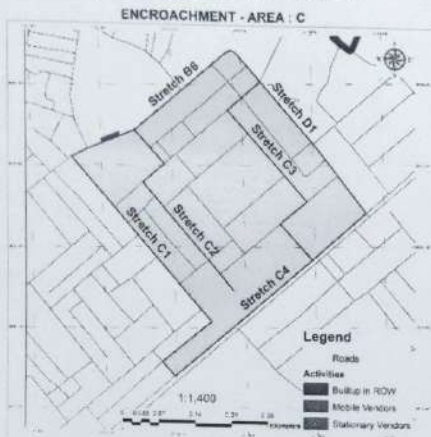 ENCROACHMENT - AREA : C
Stretch B6
Stretch D1
Stretch C3
Stretch C2
Stretch C1
Stretch C4
Legend
Roads
Activities
Builtup in ROW
Mobile Vendors
Stationary Vendors
1:1,400